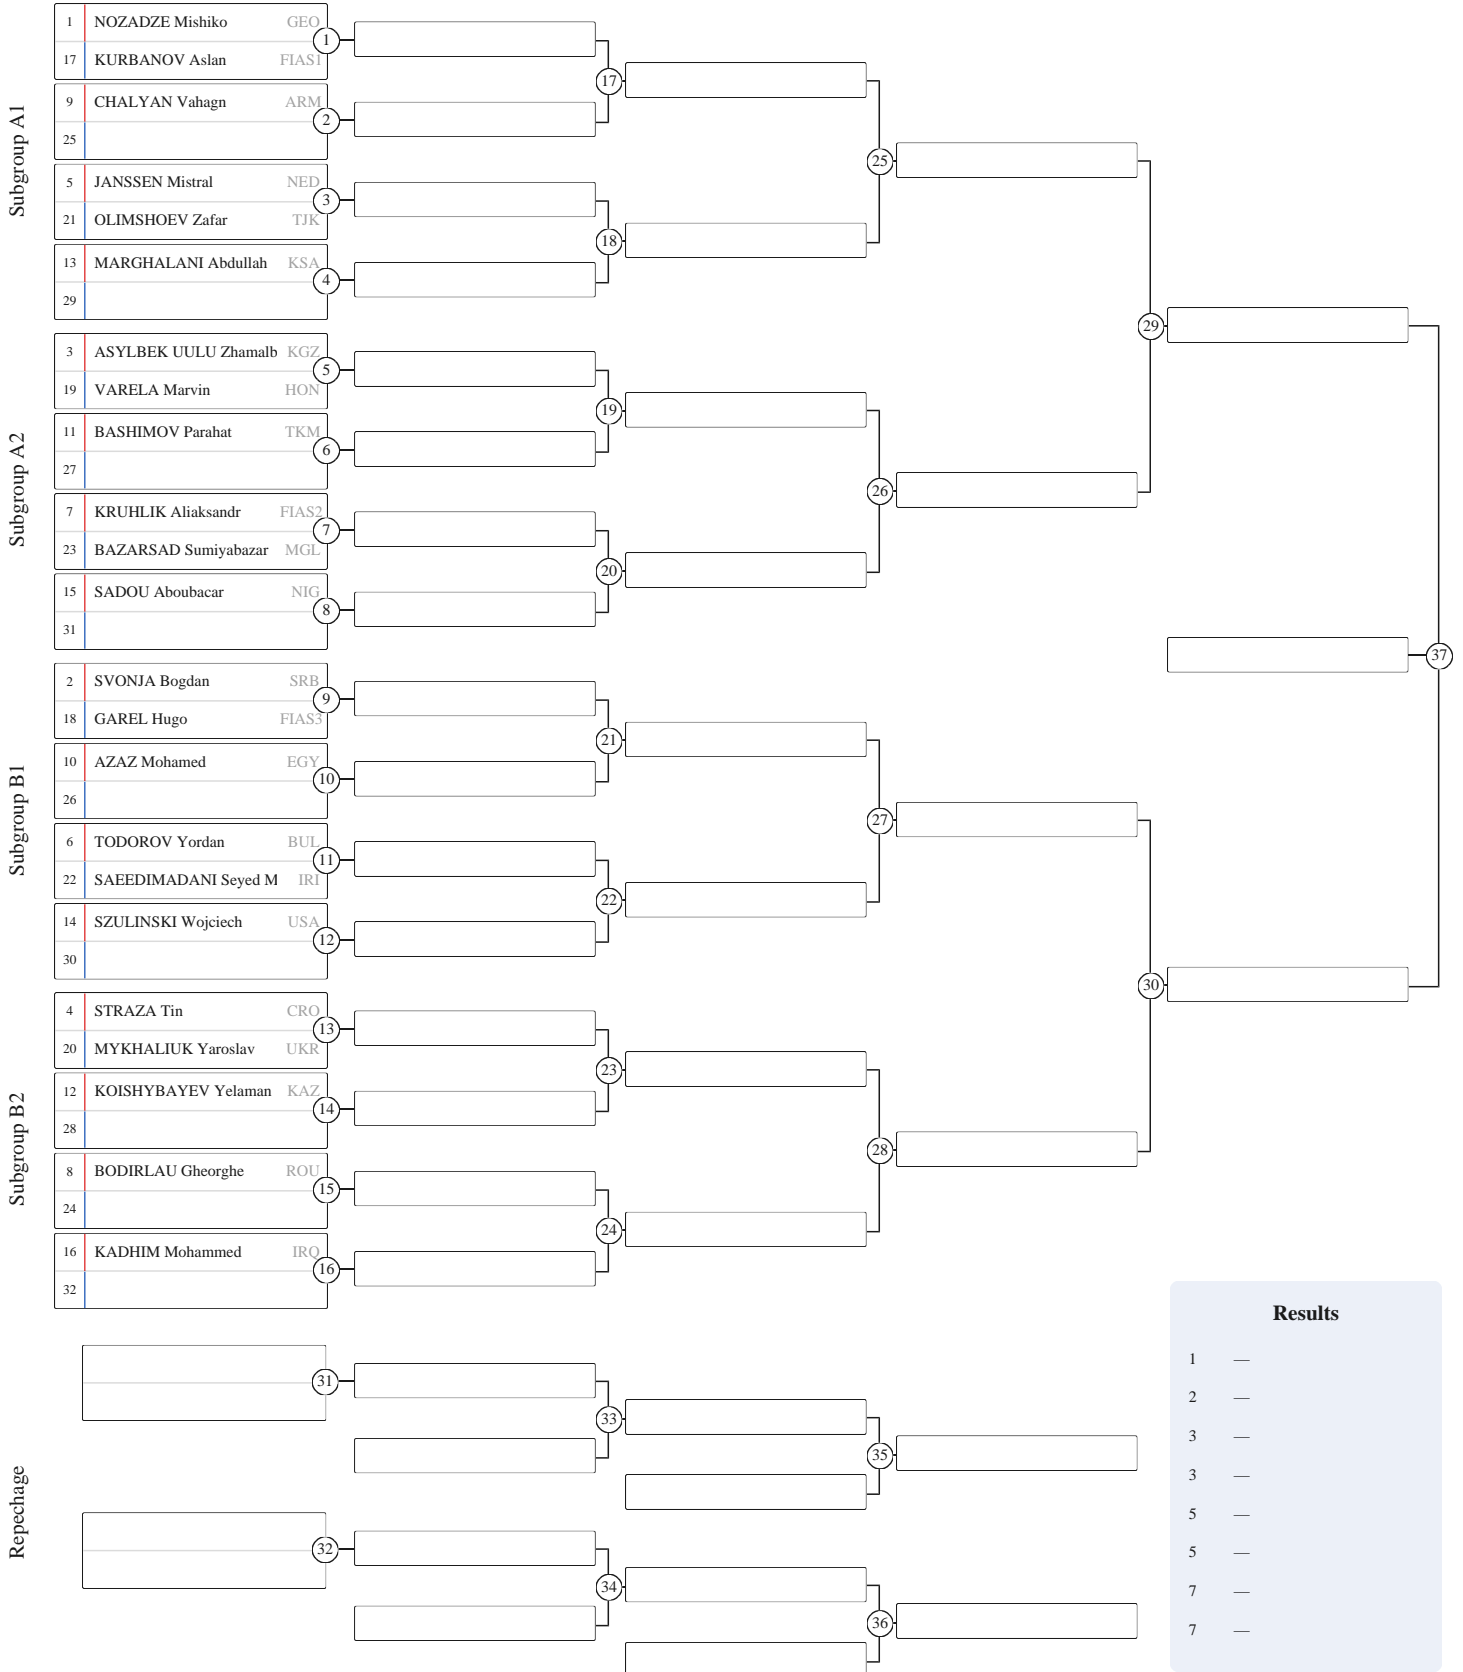 Subgroup A1
1 NOZADZE Mishiko GEO
1
17 KURBANOV Aslan FIAS1
9 CHALYAN Vahagn ARM
2
25
5 JANSSEN Mistral NED
3
21 OLIMSHOEV Zafar TJK
13 MARGHALANI Abdullah KSA
4
29
17
18
25
Subgroup A2
3 ASYLBEK UULU Zhamalb KGZ
5
19 VARELA Marvin HON
11 BASHIMOV Parahat TKM
6
27
7 KRUHLIK Aliaksandr FIAS2
7
23 BAZARSAD Sumiyabazar MGL
15 SADOU Aboubacar NIG
8
31
19
20
26
29
Subgroup B1
2 SVONJA Bogdan SRB
9
18 GAREL Hugo FIAS3
10 AZAZ Mohamed EGY
10
26
6 TODOROV Yordan BUL
11
22 SAEEDIMADANI Seyed M IRI
14 SZULINSKI Wojciech USA
12
30
21
22
27
Subgroup B2
4 STRAZA Tin CRO
13
20 MYKHALIUK Yaroslav UKR
12 KOISHYBAYEV Yelaman KAZ
14
28
8 BODIRLAU Gheorghe ROU
15
24
16 KADHIM Mohammed IRQ
16
32
23
24
28
30
37
Repechage
31
33
35
32
34
36
Results
1 —
2 —
3 —
3 —
5 —
5 —
7 —
7 —